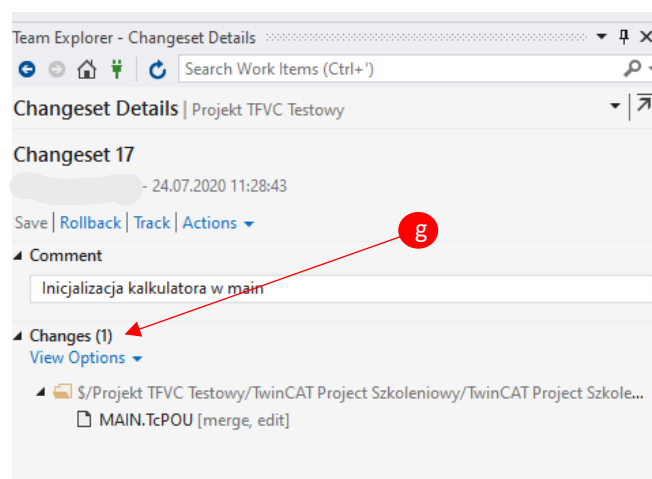 Team Explorer - Changeset Details
Search Work Items (Ctrl+')
Changeset Details | Projekt TFVC Testowy
Changeset 17
- 24.07.2020 11:28:43
Save | Rollback | Track | Actions
g
Comment
Inicjalizacja kalkulatora w main
Changes (1)
View Options
$/Projekt TFVC Testowy/TwinCAT Project Szkoleniowy/TwinCAT Project Szkole...
MAIN.TcPOU [merge, edit]